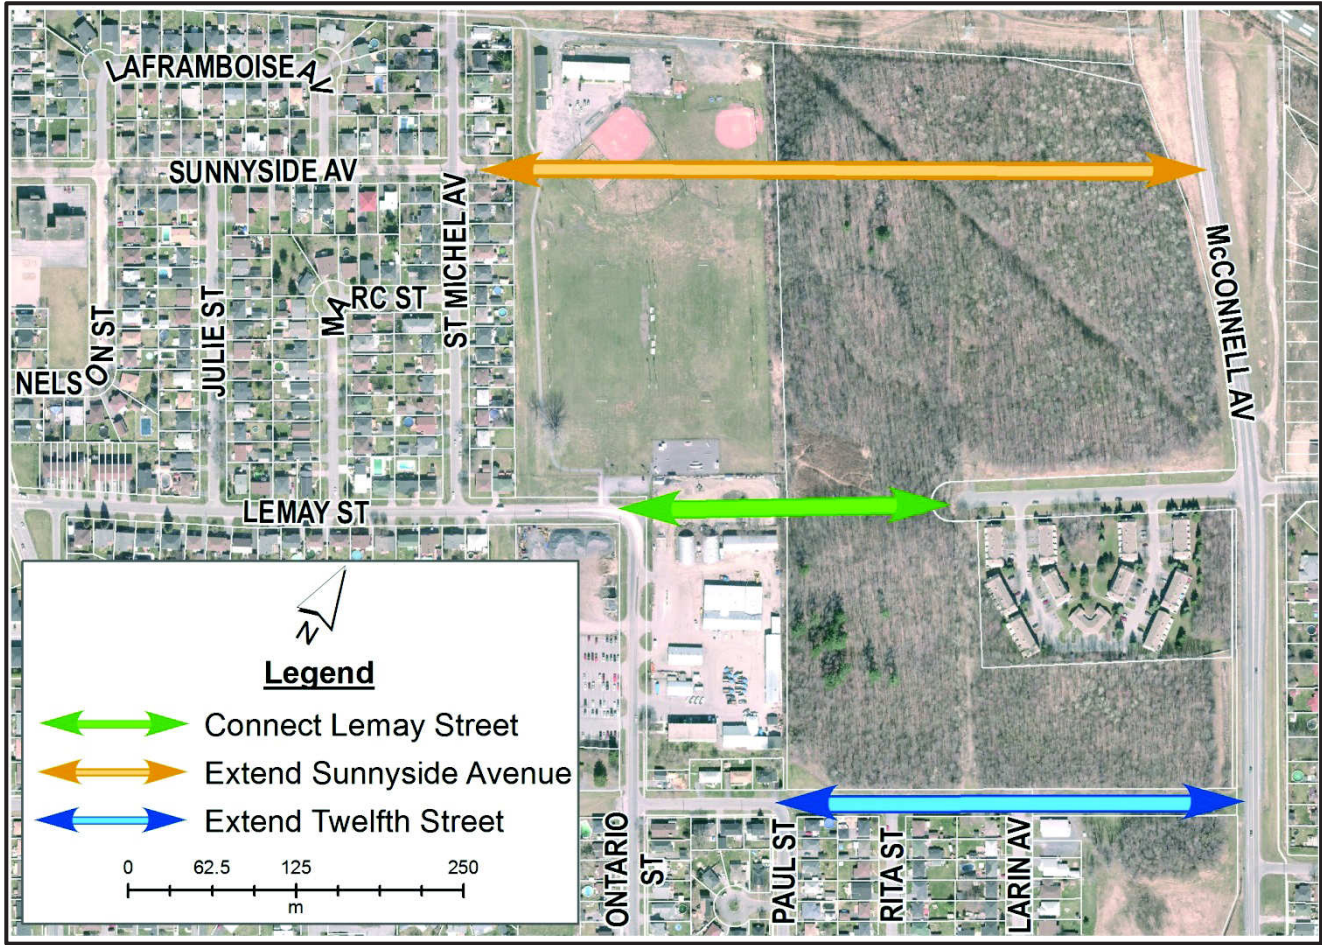 LAFRAMBOISE AV
SUNNYSIDE AV
ST MICHEL AV
MARC ST
JULIE ST
NELSON ST
McCONNELL AV
LEMAY ST
N
Legend
Connect Lemay Street
Extend Sunnyside Avenue
Extend Twelfth Street
0 62.5 125 250
m
ONTARIO
ST
PAUL ST
RITA ST
LARIN AV